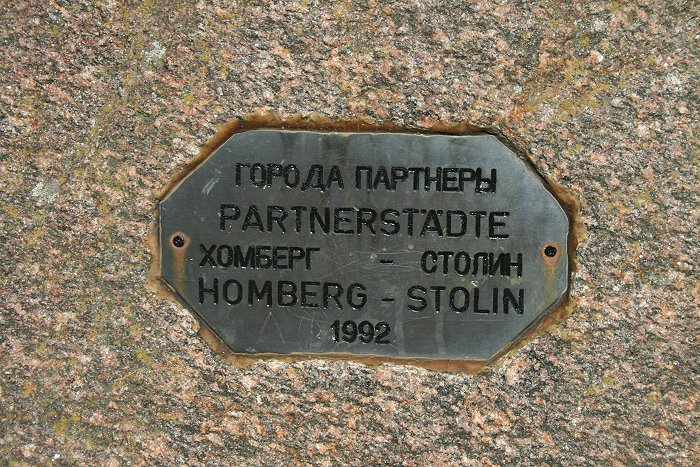 ГОРОДА ПАРТНЕРЫ
PARTNERSTÄDTE
ХОМБЕРГ - СТОЛИН
HOMBERG - STOLIN
1992